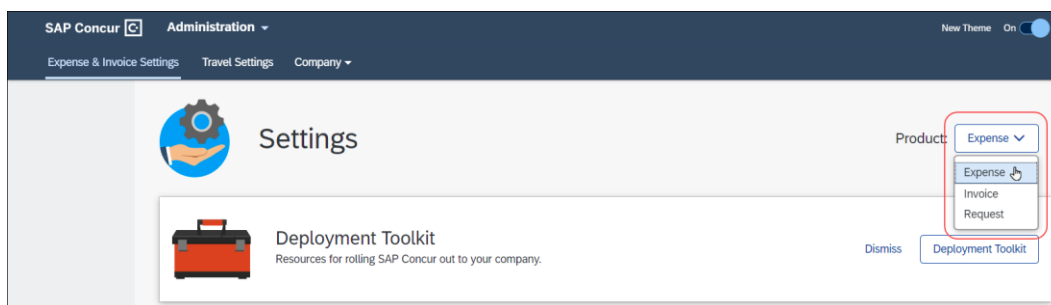 SAP Concur C Administration
New Theme On
Expense & Invoice Settings Travel Settings Company
Settings
Product: Expense
Expense
Invoice
Request
Deployment Toolkit
Resources for rolling SAP Concur out to your company.
Dismiss Deployment Toolkit